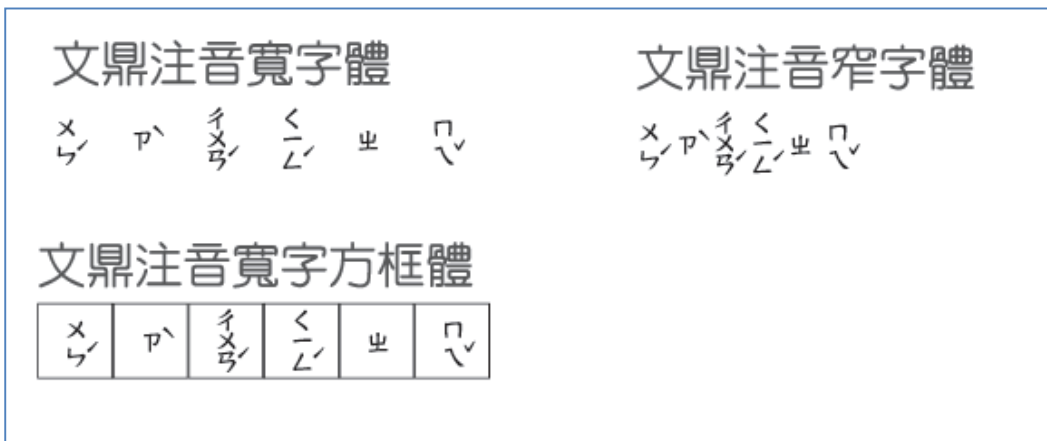 文鼎注音寬字體
ㄨㄣˊ ㄗˋ ㄔㄨㄢˊ ㄑㄧㄥˊ ㄓ ㄇㄟˇ
文鼎注音窄字體
ㄨㄣˊ ㄗˋ ㄔㄨㄢˊ ㄑㄧㄥˊ ㄓ ㄇㄟˇ
文鼎注音寬字方框體
ㄨㄣˊ ㄗˋ ㄔㄨㄢˊ ㄑㄧㄥˊ ㄓ ㄇㄟˇ